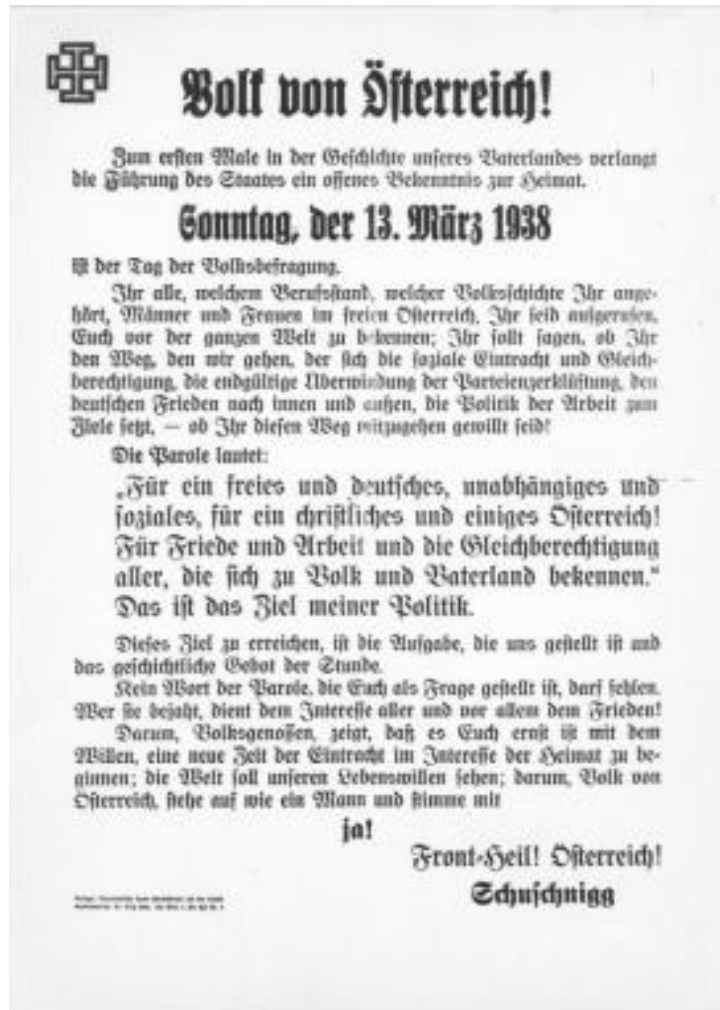 Volk von Österreich!
Zum ersten Male in der Geschichte unseres Vaterlandes verlangt
die Führung des Staates ein offenes Bekenntnis zur Heimat.
Sonntag, der 13. März 1938
ist der Tag der Volksbefragung.
Ihr alle, welchem Berufsstand, welcher Volksschichte Ihr ange-
hört, Männer und Frauen im freien Österreich, Ihr seid aufgerufen,
Euch vor der ganzen Welt zu bekennen; Ihr sollt sagen, ob Ihr
den Weg, den wir gehen, der sich die soziale Eintracht und Gleich-
berechtigung, die endgültige Überwindung der Parteienzerklüftung, den
deutschen Frieden nach innen und außen, die Politik der Arbeit zum
Ziele setzt, — ob Ihr diesen Weg mitzugehen gewillt seid!
Die Parole lautet:
„Für ein freies und deutsches, unabhängiges und
soziales, für ein christliches und einiges Österreich!
Für Friede und Arbeit und die Gleichberechtigung
aller, die sich zu Volk und Vaterland bekennen."
Das ist das Ziel meiner Politik.
Dieses Ziel zu erreichen, ist die Aufgabe, die uns gestellt ist und
das geschichtliche Gebot der Stunde.
Kein Wort der Parole, die Euch als Frage gestellt ist, darf fehlen.
Wer sie bejaht, dient dem Interesse aller und vor allem dem Frieden!
Darum, Volksgenossen, zeigt, daß es Euch ernst ist mit dem
Willen, eine neue Zeit der Eintracht im Interesse der Heimat zu be-
ginnen; die Welt soll unseren Lebenswillen sehen; darum, Volk von
Österreich, stehe auf wie ein Mann und stimme mit
ja!
Front-Heil! Österreich!
Schuschnigg